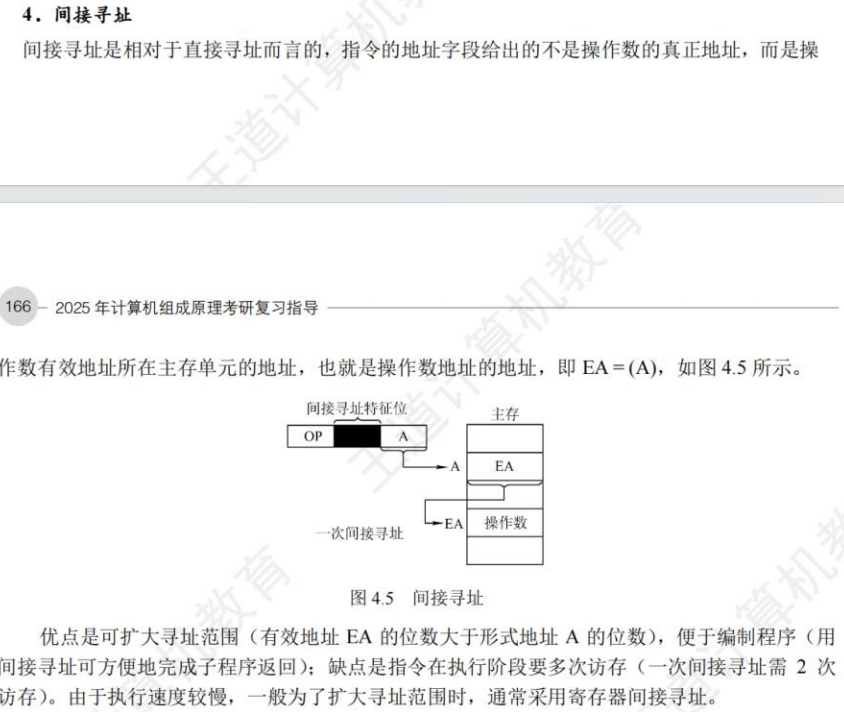 4．间接寻址
间接寻址是相对于直接寻址而言的，指令的地址字段给出的不是操作数的真正地址，而是操
166
2025 年计算机组成原理考研复习指导
作数有效地址所在主存单元的地址，也就是操作数地址的地址，即 EA = (A)，如图 4.5 所示。
间接寻址特征位
主存
OP
A
A
EA
EA
操作数
一次间接寻址
图 4.5 间接寻址
优点是可扩大寻址范围（有效地址 EA 的位数大于形式地址 A 的位数），便于编制程序（用
间接寻址可方便地完成子程序返回）；缺点是指令在执行阶段要多次访存（一次间接寻址需 2 次
访存）。由于执行速度较慢，一般为了扩大寻址范围时，通常采用寄存器间接寻址。
王道计算机教育